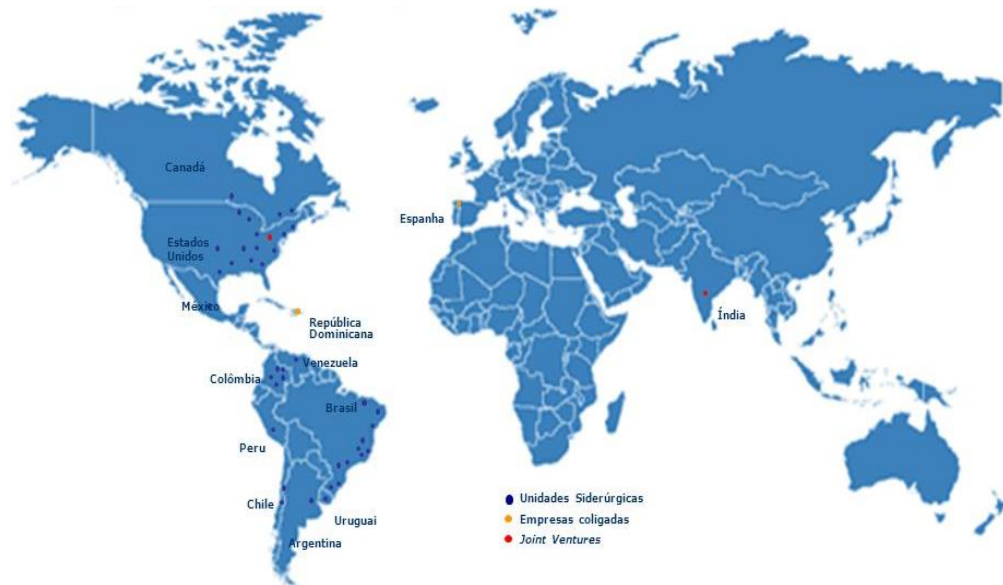 Canadá
Espanha
Estados
Unidos
México
República
Dominicana
Índia
Venezuela
Colômbia
Brasil
Peru
Chile
Uruguai
Argentina
Unidades Siderúrgicas
Empresas coligadas
Joint Ventures